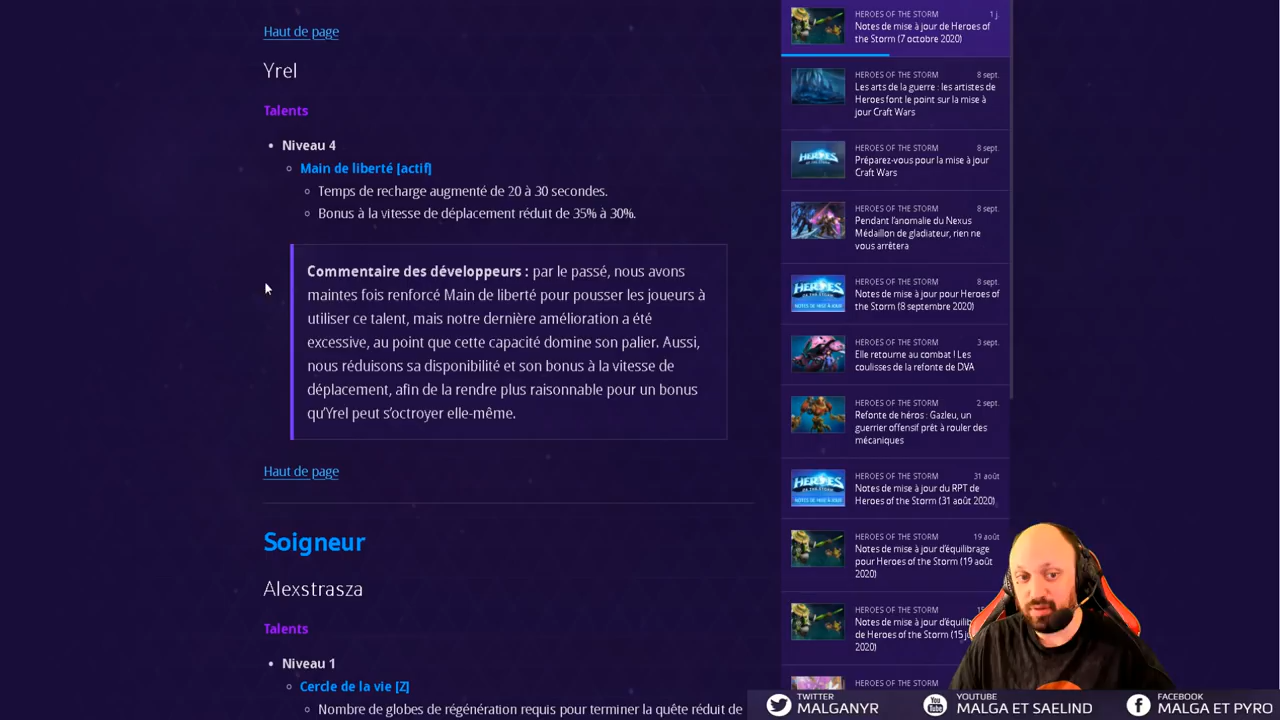 Haut de page
Yrel
Talents
Niveau 4
Main de liberté [actif]
Temps de recharge augmenté de 20 à 30 secondes.
Bonus à la vitesse de déplacement réduit de 35% à 30%.
Commentaire des développeurs : par le passé, nous avons
maintes fois renforcé Main de liberté pour pousser les joueurs à
utiliser ce talent, mais notre dernière amélioration a été
excessive, au point que cette capacité domine son palier. Aussi,
nous réduisons sa disponibilité et son bonus à la vitesse de
déplacement, afin de la rendre plus raisonnable pour un bonus
qu’Yrel peut s’octroyer elle-même.
Haut de page
Soigneur
Alexstrasza
Talents
Niveau 1
Cercle de la vie [Z]
Nombre de globes de régénération requis pour terminer la quête réduit de
HEROES OF THE STORM 1 j.
Notes de mise à jour de Heroes of
the Storm (7 octobre 2020)
HEROES OF THE STORM 8 sept.
Les arts de la guerre : les artistes de
Heroes font le point sur la mise à
jour Craft Wars
HEROES OF THE STORM 8 sept.
Préparez-vous pour la mise à jour
Craft Wars
HEROES OF THE STORM 8 sept.
Pendant l’anomalie du Nexus
Médaillon de gladiateur, rien ne
vous arrêtera
HEROES OF THE STORM 8 sept.
Notes de mise à jour pour Heroes of
the Storm (8 septembre 2020)
HEROES OF THE STORM 3 sept.
Elle retourne au combat ! Les
coulisses de la refonte de D.VA
HEROES OF THE STORM 2 sept.
Refonte de héros : Gazleu, un
guerrier offensif prêt à rouler des
mécaniques
HEROES OF THE STORM 31 août
Notes de mise à jour du RPT de
Heroes of the Storm (31 août 2020)
HEROES OF THE STORM 19 août
Notes de mise à jour d’équilibrage
pour Heroes of the Storm (19 août
2020)
HEROES OF THE STORM
Notes de mise à jour
de Heroes of the Storm (15
2020)
HEROES OF THE STORM
TWITTER
MALGANYR
YOUTUBE
MALGA ET SAELIND
FACEBOOK
MALGA ET PYRO